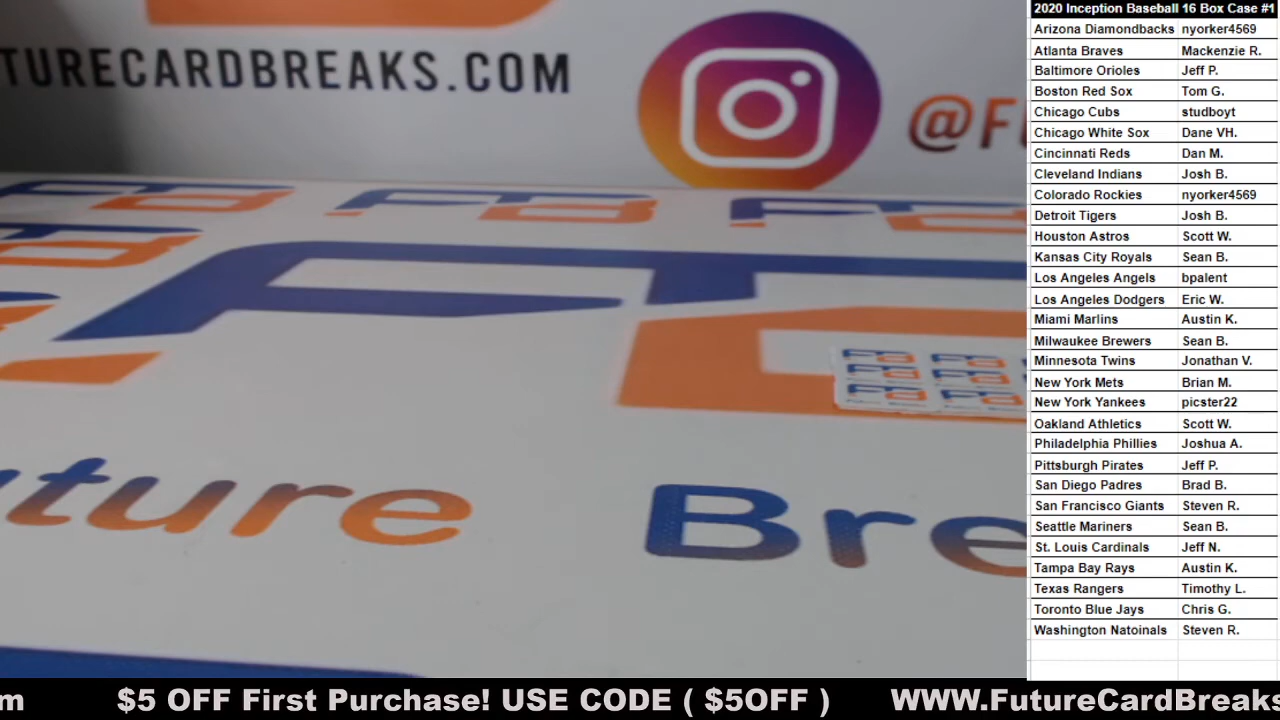 TURECARDBREAKS.COM
@F
uture Bre
2020 Inception Baseball 16 Box Case #1
Arizona Diamondbacks nyorker4569
Atlanta Braves Mackenzie R.
Baltimore Orioles Jeff P.
Boston Red Sox Tom G.
Chicago Cubs studboyt
Chicago White Sox Dane VH.
Cincinnati Reds Dan M.
Cleveland Indians Josh B.
Colorado Rockies nyorker4569
Detroit Tigers Josh B.
Houston Astros Scott W.
Kansas City Royals Sean B.
Los Angeles Angels bpalent
Los Angeles Dodgers Eric W.
Miami Marlins Austin K.
Milwaukee Brewers Sean B.
Minnesota Twins Jonathan V.
New York Mets Brian M.
New York Yankees picster22
Oakland Athletics Scott W.
Philadelphia Phillies Joshua A.
Pittsburgh Pirates Jeff P.
San Diego Padres Brad B.
San Francisco Giants Steven R.
Seattle Mariners Sean B.
St. Louis Cardinals Jeff N.
Tampa Bay Rays Austin K.
Texas Rangers Timothy L.
Toronto Blue Jays Chris G.
Washington Natoinals Steven R.
m $5 OFF First Purchase! USE CODE ( $5OFF ) WWW.FutureCardBreaks